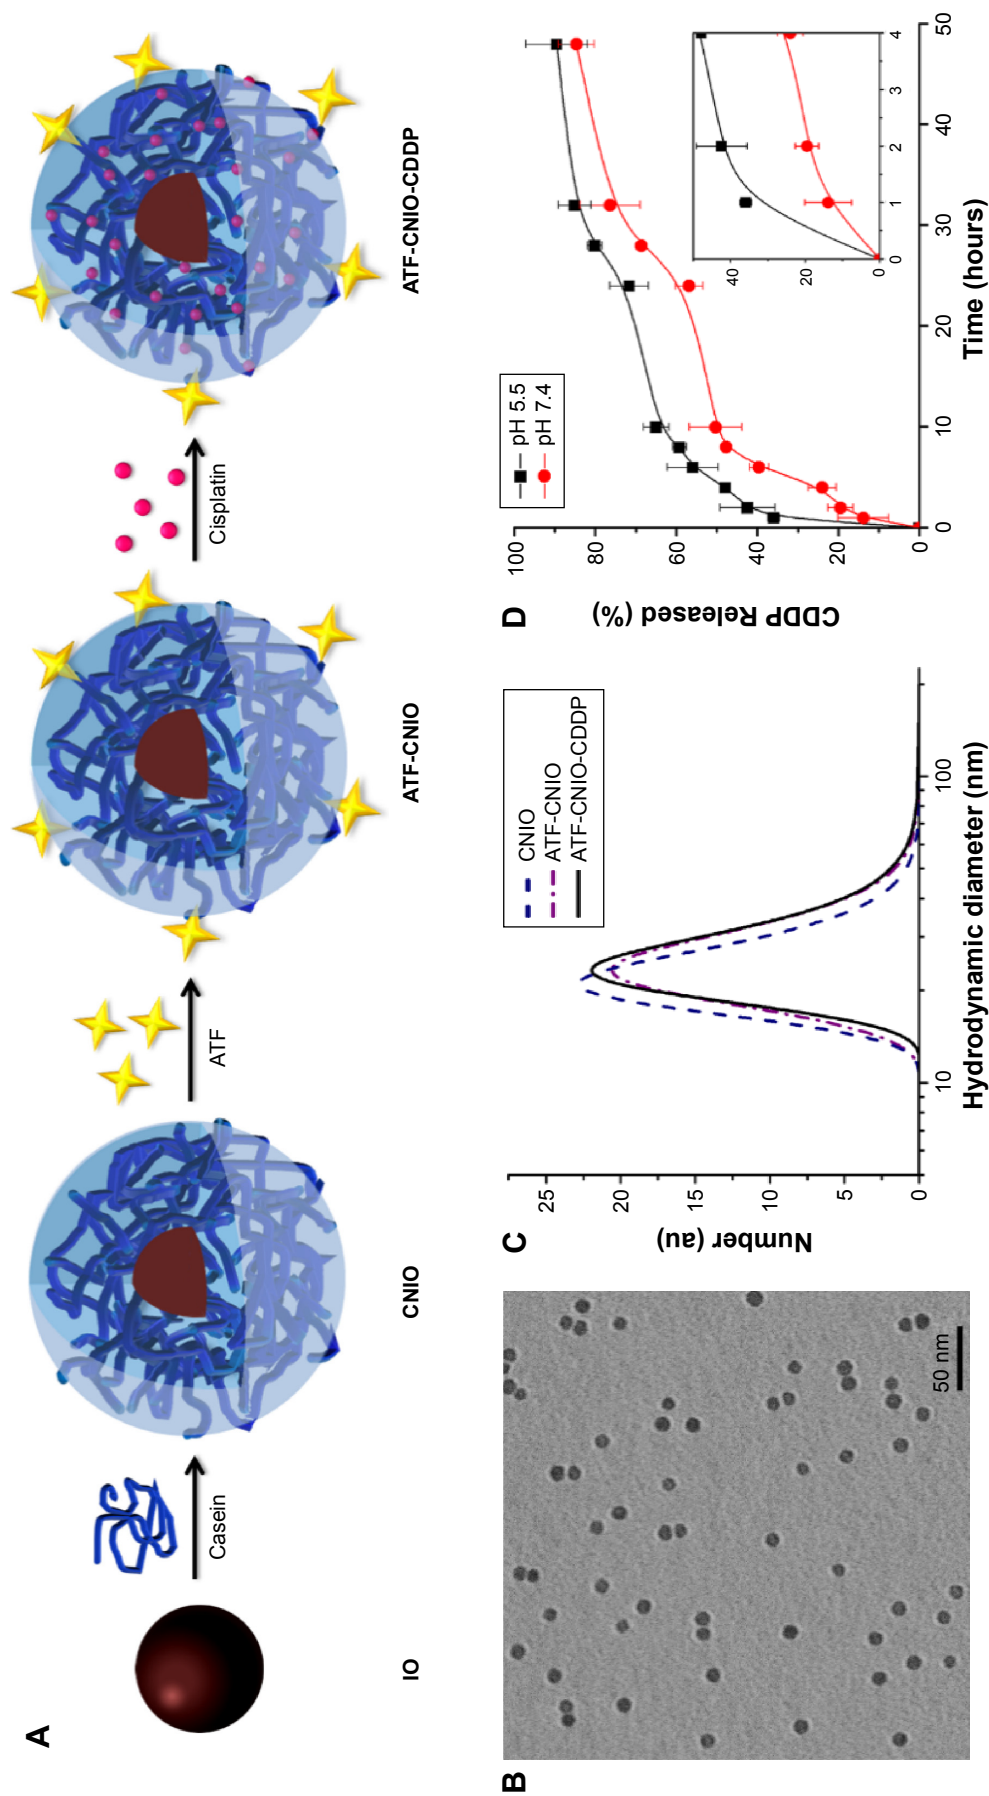 A
Casein
ATF
Cisplatin
IO
CNIO
ATF-CNIO
ATF-CNIO-CDDP
B
50 nm
C
Number (au)
25
20
15
10
5
0
CNIO
ATF-CNIO
ATF-CNIO-CDDP
10
100
Hydrodynamic diameter (nm)
D
CDDP Released (%)
100
80
60
40
20
0
pH 5.5
pH 7.4
40
20
0
0 1 2 3 4
0 10 20 30 40 50
Time (hours)